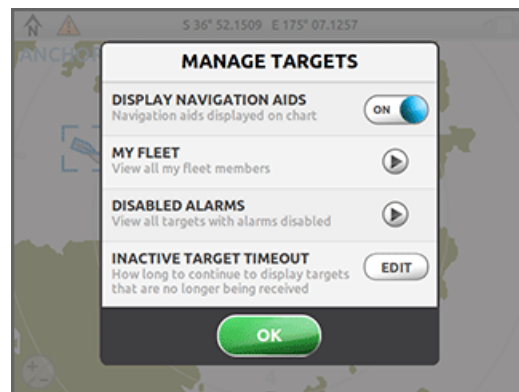 N
S 36° 52.1509 E 175° 07.1257
ANCHOR
MANAGE TARGETS
DISPLAY NAVIGATION AIDS
Navigation aids displayed on chart
ON
MY FLEET
View all my fleet members
DISABLED ALARMS
View all targets with alarms disabled
INACTIVE TARGET TIMEOUT
How long to continue to display targets
that are no longer being received
EDIT
OK